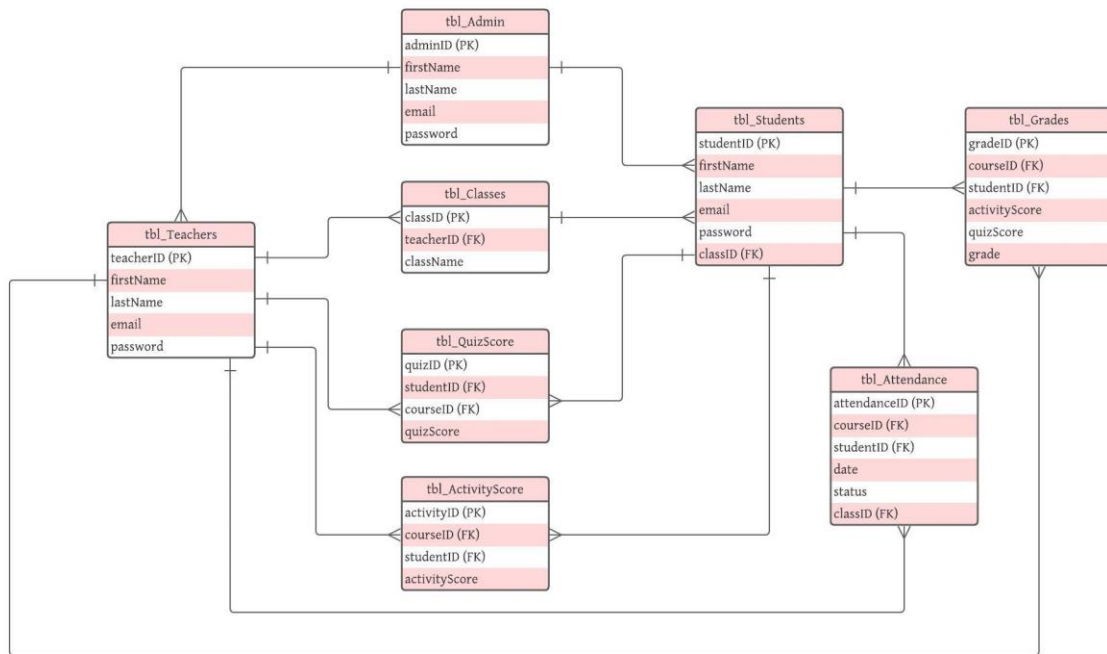 tbl_Admin
adminID (PK)
firstName
lastName
email
password
tbl_Classes
classID (PK)
teacherID (FK)
className
tbl_Teachers
teacherID (PK)
firstName
lastName
email
password
tbl_QuizScore
quizID (PK)
studentID (FK)
courseID (FK)
quizScore
tbl_ActivityScore
activityID (PK)
courseID (FK)
studentID (FK)
activityScore
tbl_Students
studentID (PK)
firstName
lastName
email
password
classID (FK)
tbl_Grades
gradeID (PK)
courseID (FK)
studentID (FK)
activityScore
quizScore
grade
tbl_Attendance
attendanceID (PK)
courseID (FK)
studentID (FK)
date
status
classID (FK)